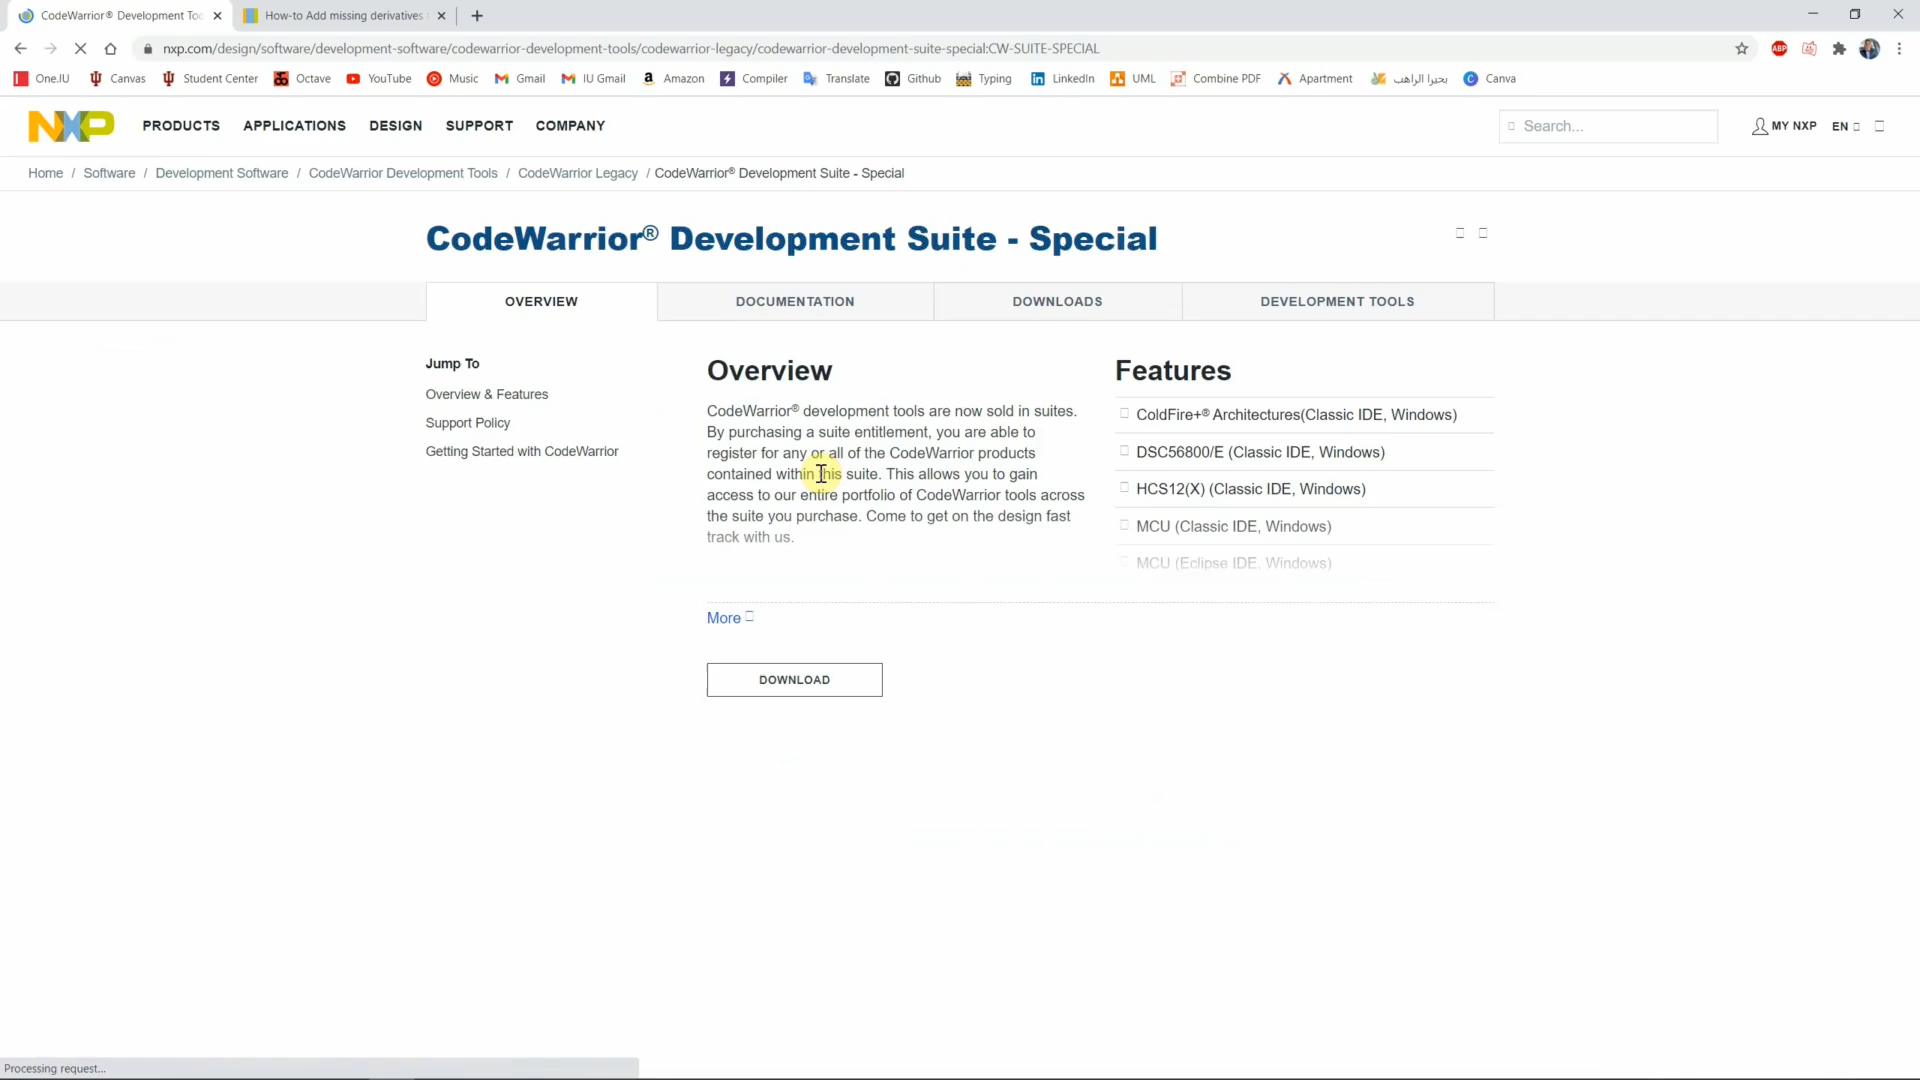 CodeWarrior® Development Too
How-to Add missing derivatives
nxp.com/design/software/development-software/codewarrior-development-tools/codewarrior-legacy/codewarrior-development-suite-special:CW-SUITE-SPECIAL
ABP
One.IU Canvas Student Center Octave YouTube Music Gmail IU Gmail Amazon Compiler Translate Github Typing LinkedIn UML Combine PDF Apartment بحيرا الراهب Canva
NXP PRODUCTS APPLICATIONS DESIGN SUPPORT COMPANY Search... MY NXP EN
Home / Software / Development Software / CodeWarrior Development Tools / CodeWarrior Legacy / CodeWarrior® Development Suite - Special
CodeWarrior® Development Suite - Special
OVERVIEW DOCUMENTATION DOWNLOADS DEVELOPMENT TOOLS
Jump To
Overview & Features
Support Policy
Getting Started with CodeWarrior
Overview
CodeWarrior® development tools are now sold in suites.
By purchasing a suite entitlement, you are able to
register for any or all of the CodeWarrior products
contained within this suite. This allows you to gain
access to our entire portfolio of CodeWarrior tools across
the suite you purchase. Come to get on the design fast
track with us.
Features
ColdFire+® Architectures(Classic IDE, Windows)
DSC56800/E (Classic IDE, Windows)
HCS12(X) (Classic IDE, Windows)
MCU (Classic IDE, Windows)
MCU (Eclipse IDE, Windows)
More
DOWNLOAD
Processing request...